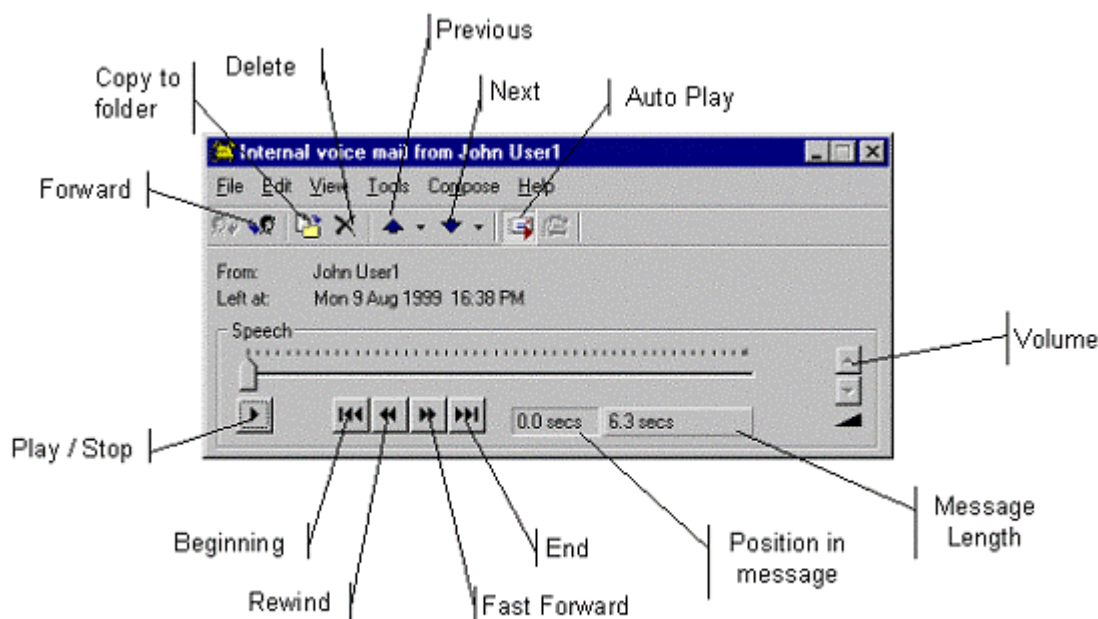 Previous
Delete
Copy to
folder
Next
Auto Play
Internal voice mail from John User1
Forward
File Edit View Tools Compose Help
From: John User1
Left at: Mon 9 Aug 1999 16:38 PM
Speech
Volume
0.0 secs 6.3 secs
Play / Stop
Beginning
End
Position in
message
Message
Length
Rewind
Fast Forward